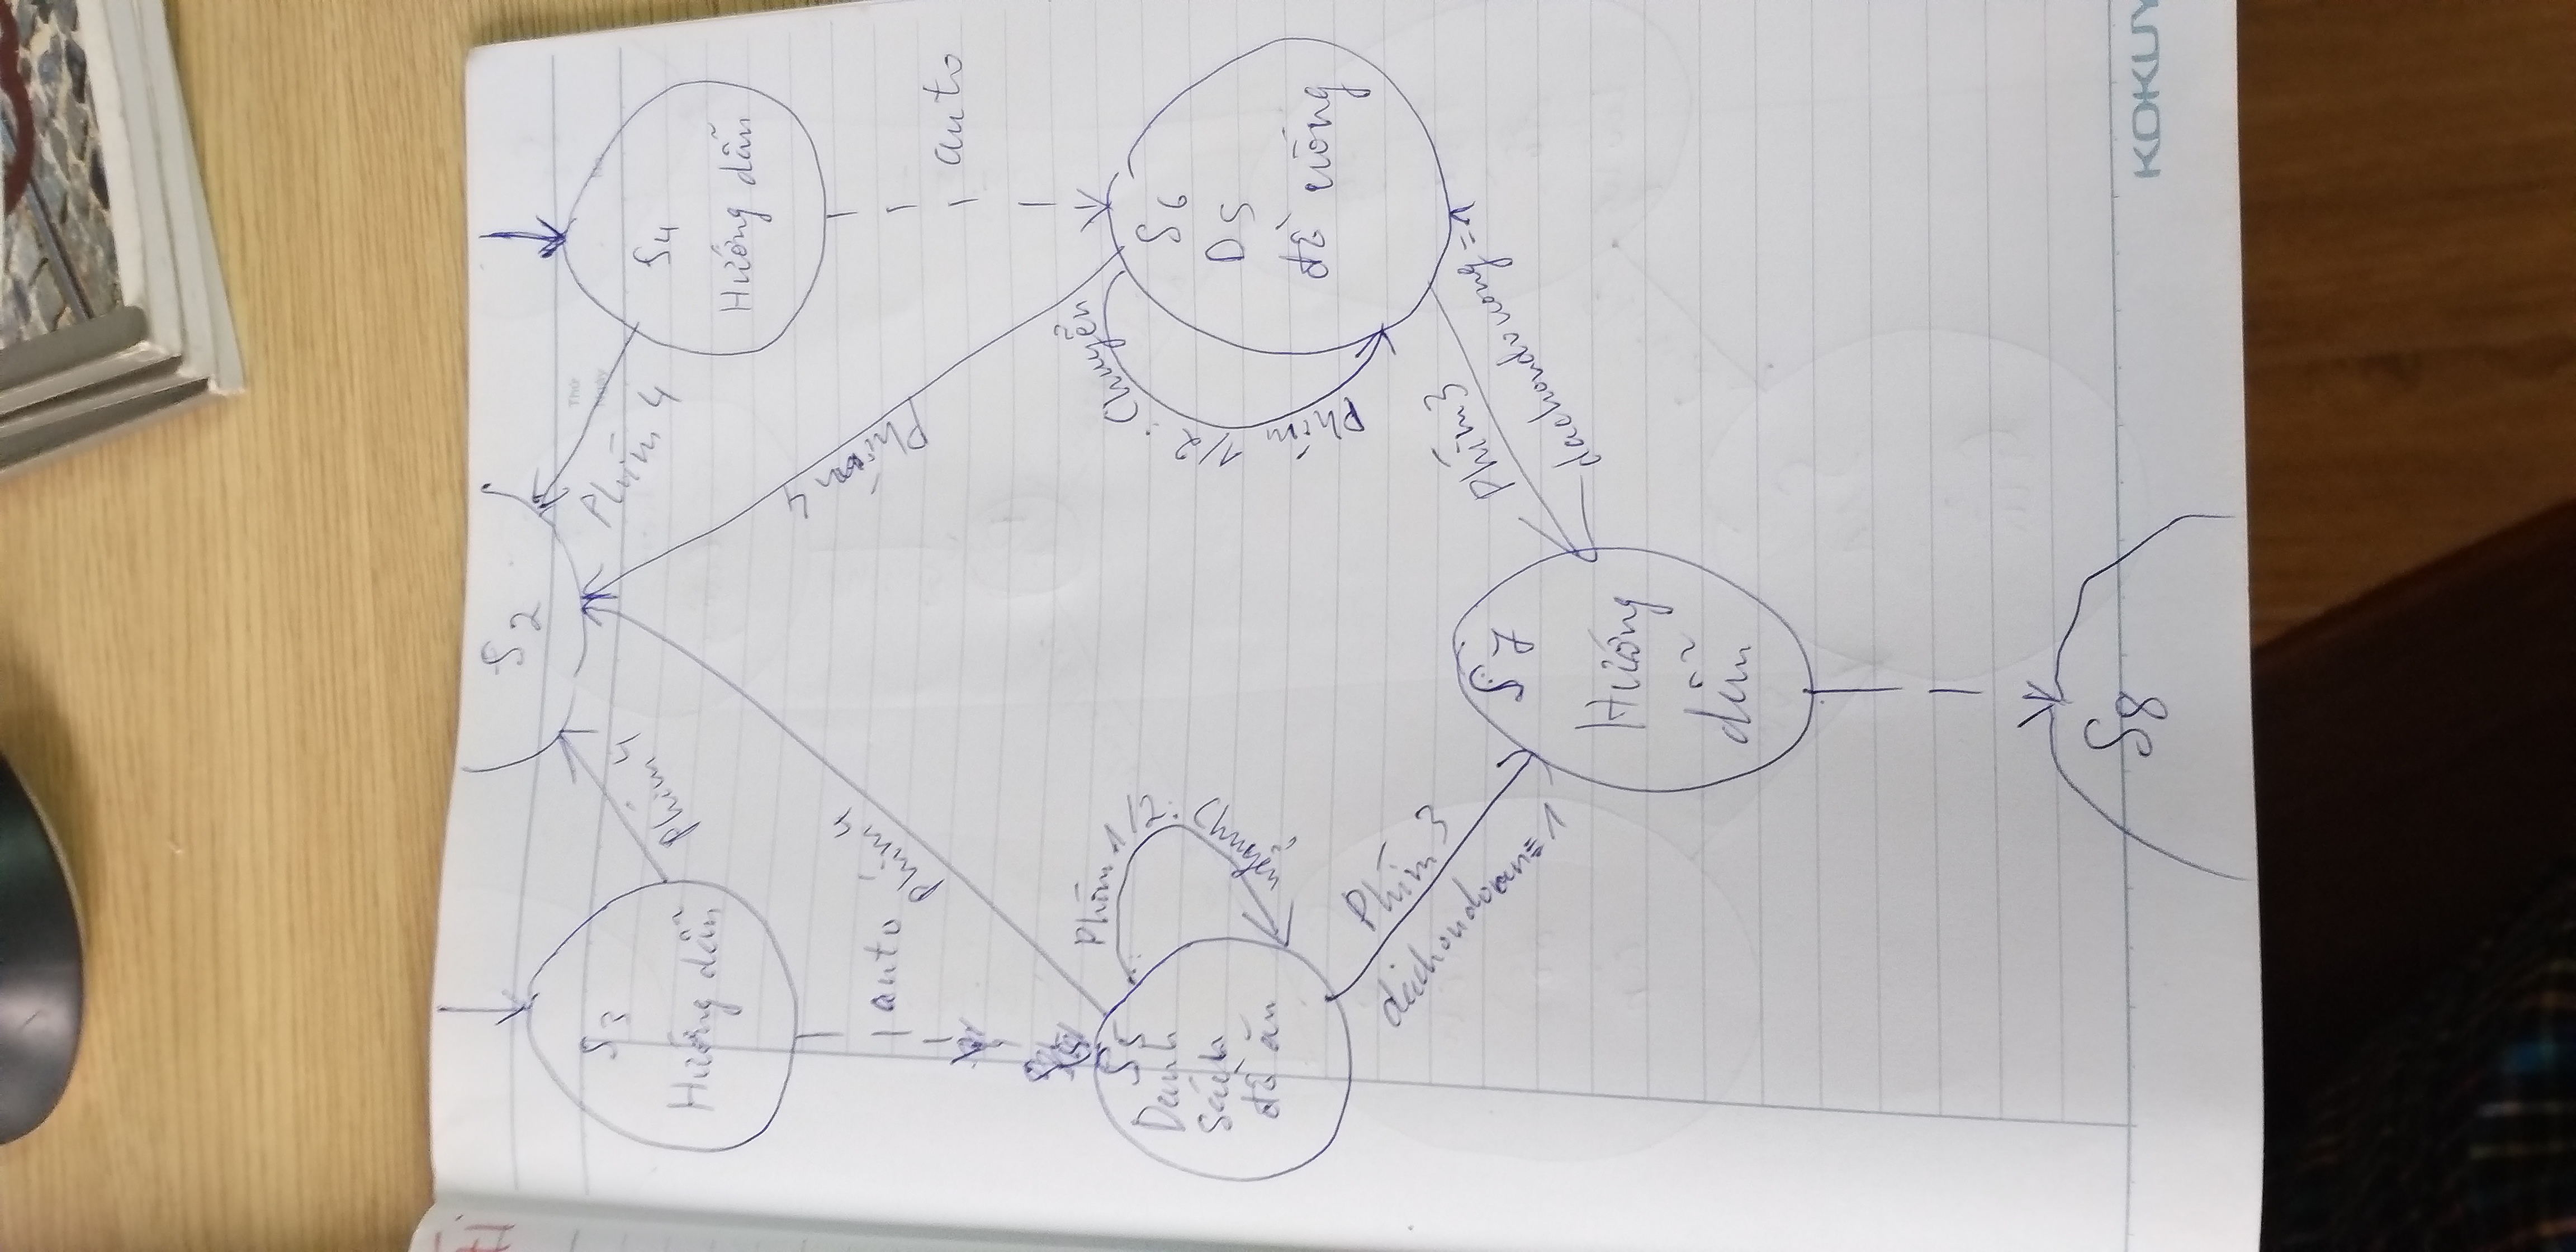 S2
S3
Hướng dẫn
Phím 4
Thứ
Ngày
Phím 4
S4
Hướng dẫn
auto
Phím 4
Phím 4
auto
S5
Danh
sách
đồ ăn
Phím 1/2: Chuyển
Phím 1/2: Chuyển
S6
DS
đồ uống
Phím 3
dachondoan=1
Phím 3
dachondouong=1
S7
Hướng
dẫn
S8
KOKUY